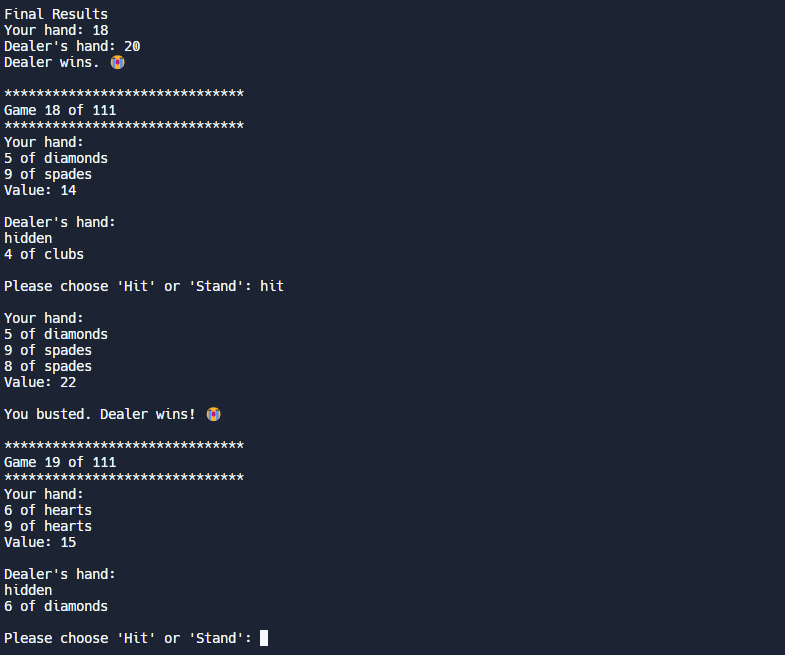 Final Results
Your hand: 18
Dealer's hand: 20
Dealer wins. 😭
*******************************
Game 18 of 111
*******************************
Your hand:
5 of diamonds
9 of spades
Value: 14
Dealer's hand:
hidden
4 of clubs
Please choose 'Hit' or 'Stand': hit
Your hand:
5 of diamonds
9 of spades
8 of spades
Value: 22
You busted. Dealer wins! 😭
*******************************
Game 19 of 111
*******************************
Your hand:
6 of hearts
9 of hearts
Value: 15
Dealer's hand:
hidden
6 of diamonds
Please choose 'Hit' or 'Stand':